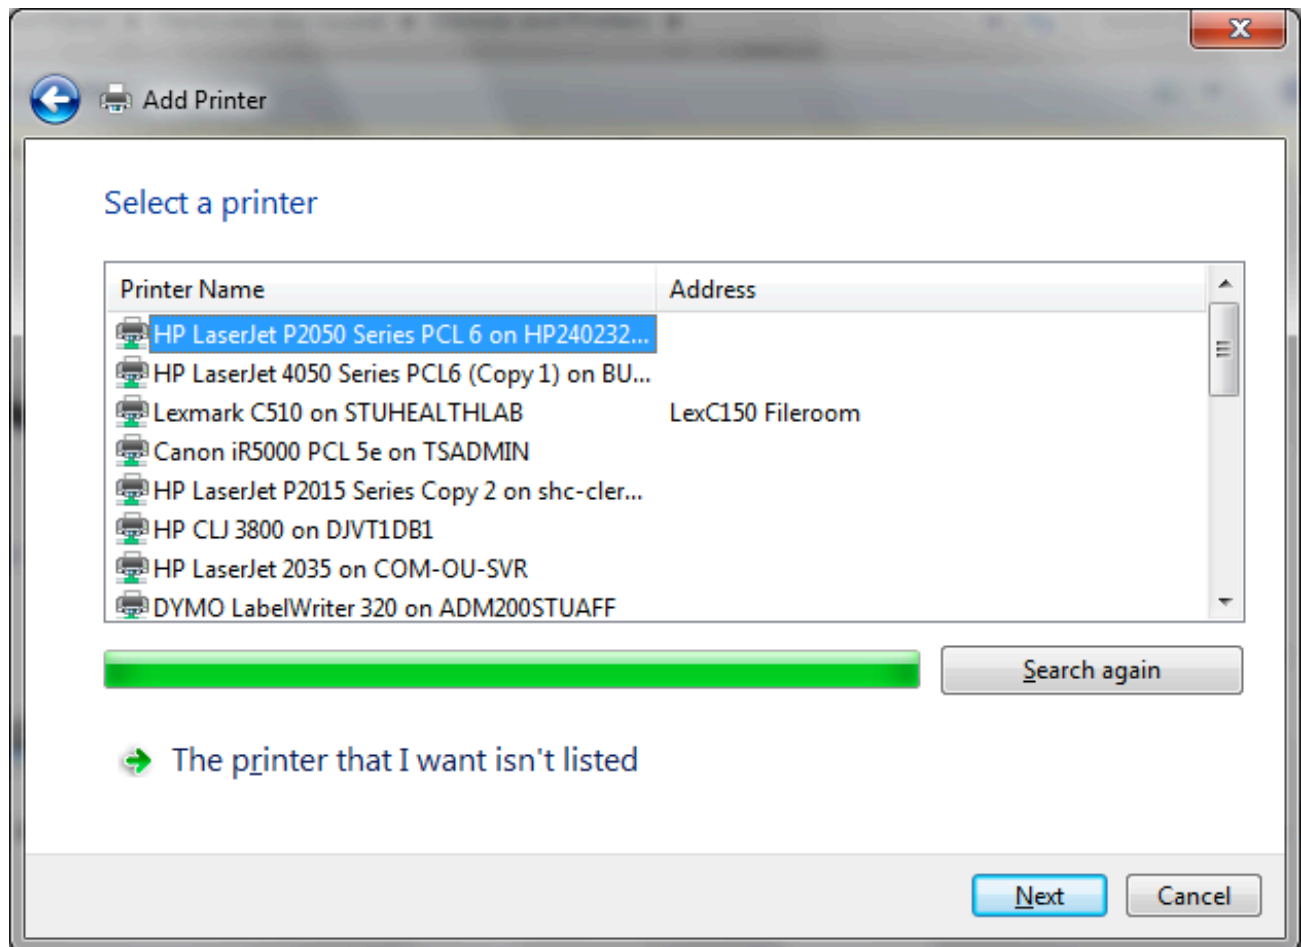 Add Printer
Select a printer
Printer Name Address
HP LaserJet P2050 Series PCL 6 on HP240232...
HP LaserJet 4050 Series PCL6 (Copy 1) on BU...
Lexmark C510 on STUHEALTHLAB LexC150 Fileroom
Canon iR5000 PCL 5e on TSADMIN
HP LaserJet P2015 Series Copy 2 on shc-cler...
HP CLJ 3800 on DJVT1DB1
HP LaserJet 2035 on COM-OU-SVR
DYMO LabelWriter 320 on ADM200STUAFF
Search again
The printer that I want isn't listed
Next Cancel